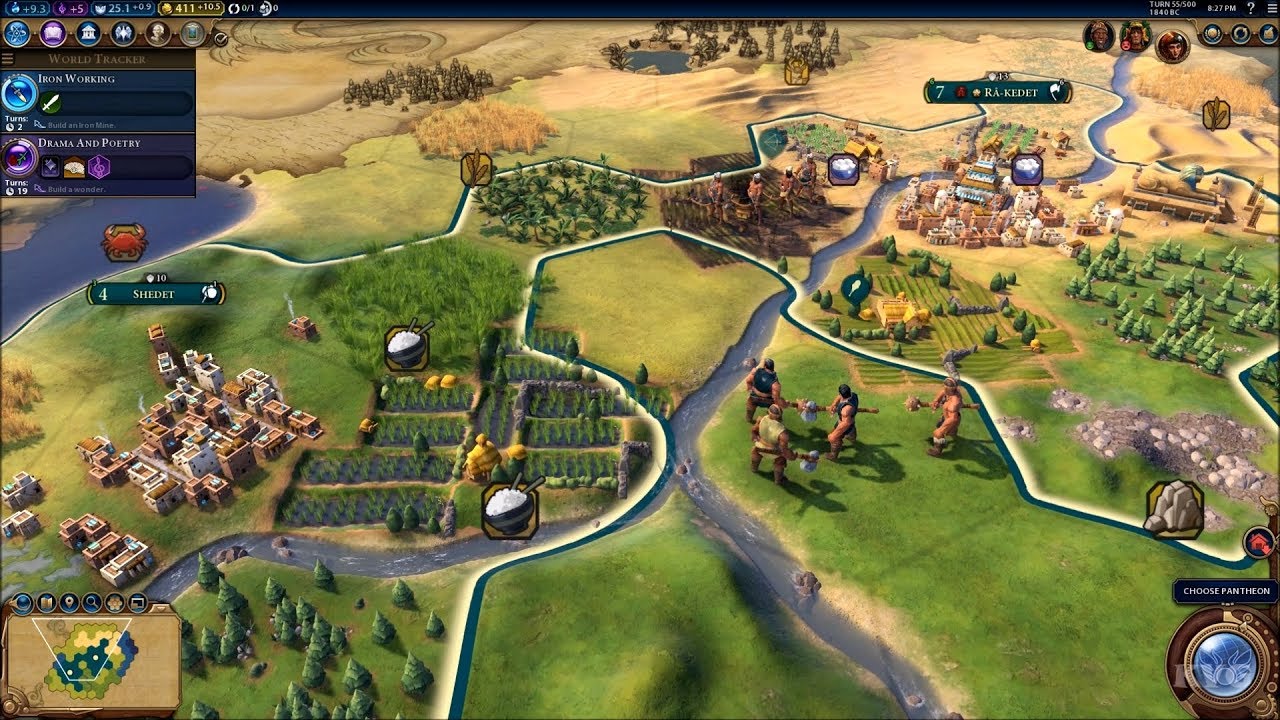 +9.3 +5 25.1 +0.9 411 +10.5 0/1 0
TURN 55/500
1840 BC
8:27 PM ?
WORLD TRACKER
IRON WORKING
Turns:
2
Build an Iron Mine.
DRAMA AND POETRY
Turns:
19
Build a wonder.
13
7 RÂ-KEDET
10
4 SHEDET
CHOOSE PANTHEON